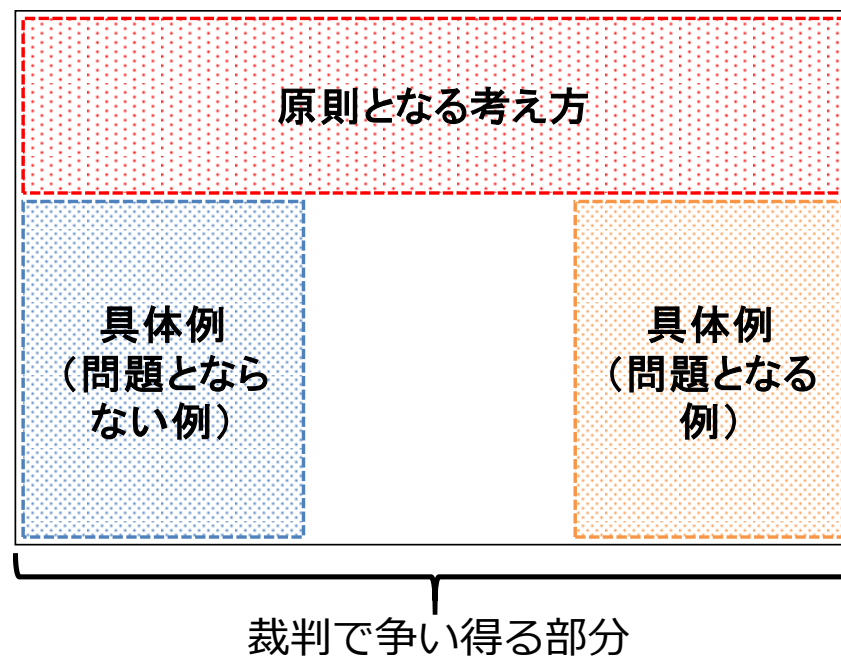 原則となる考え方
具体例
（問題となら
ない例）
具体例
（問題となる
例）
裁判で争い得る部分